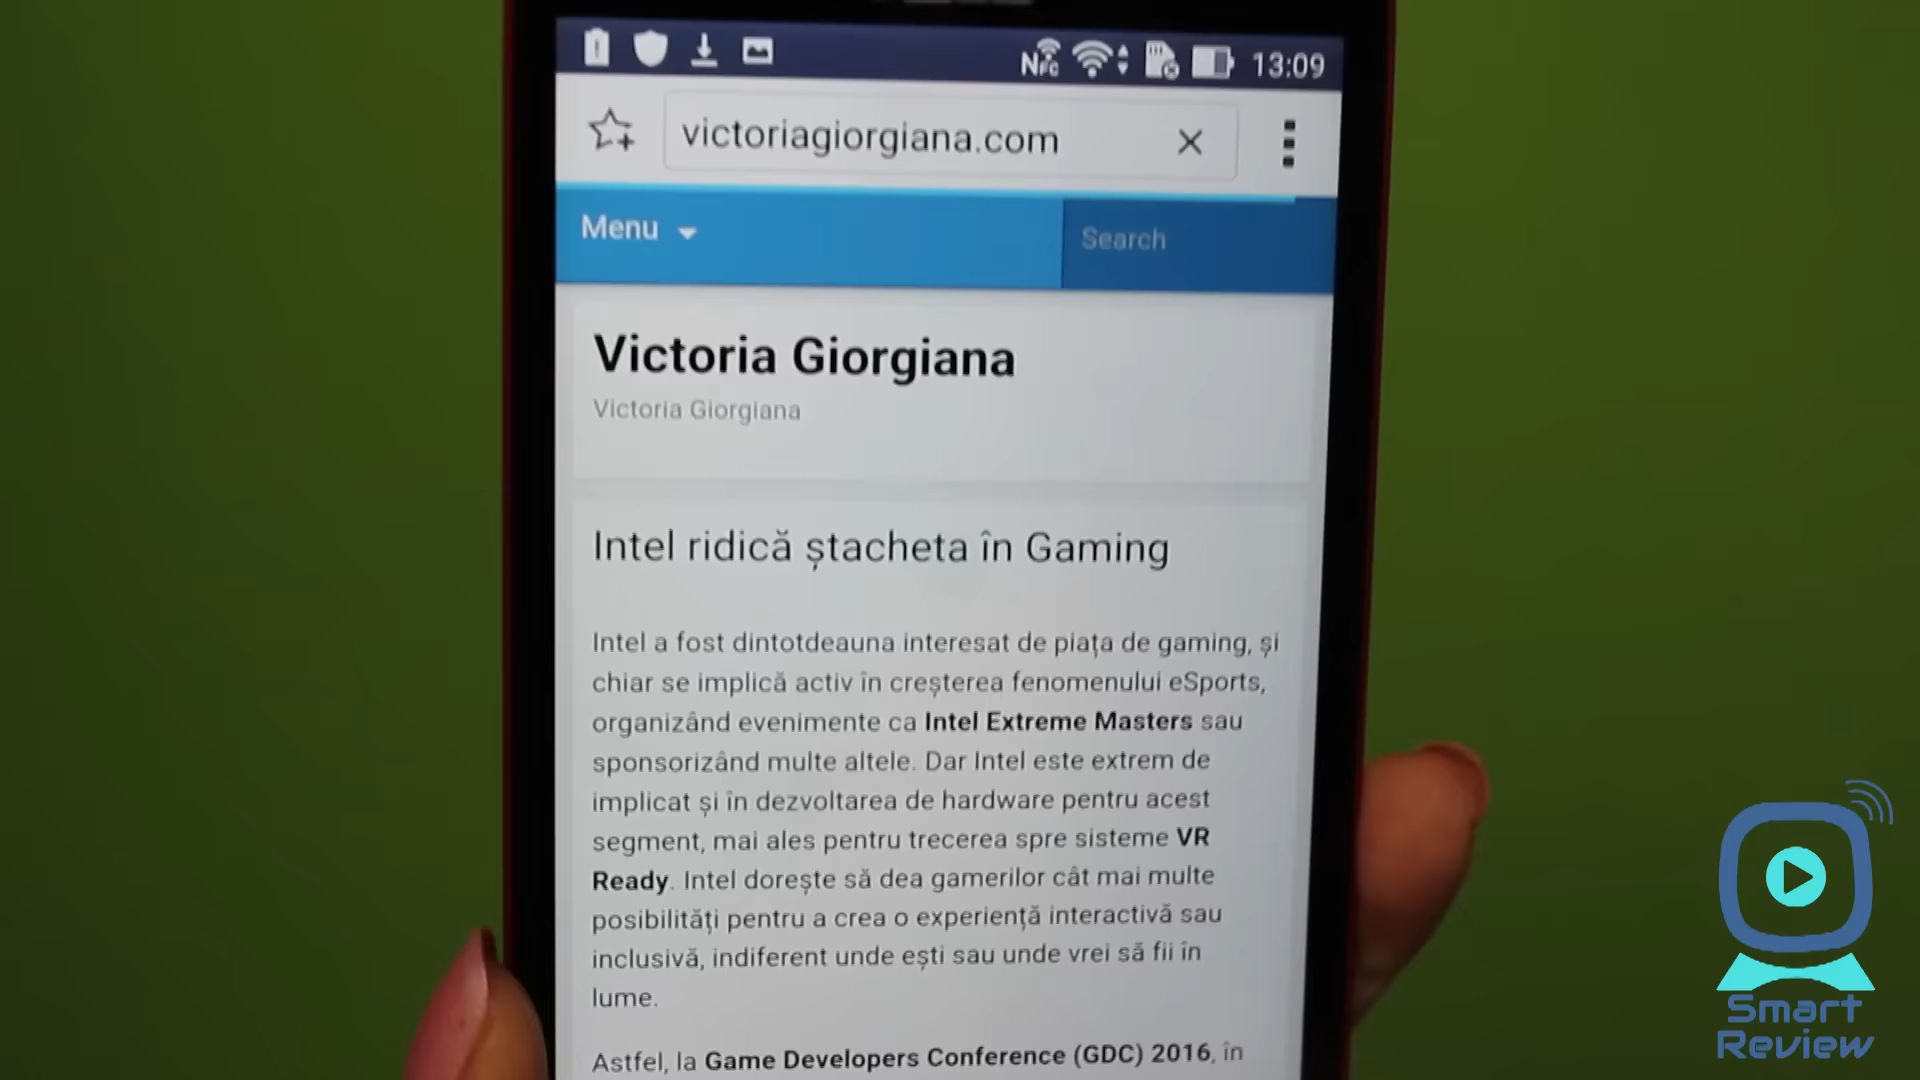 NFC 13:09
victoriagiorgiana.com
Menu Search
Victoria Giorgiana
Victoria Giorgiana
Intel ridică ștacheta în Gaming
Intel a fost dintotdeauna interesat de piața de gaming, și
chiar se implică activ în creșterea fenomenului eSports,
organizând evenimente ca Intel Extreme Masters sau
sponsorizând multe altele. Dar Intel este extrem de
implicat și în dezvoltarea de hardware pentru acest
segment, mai ales pentru trecerea spre sisteme VR
Ready. Intel dorește să dea gamerilor cât mai multe
posibilități pentru a crea o experiență interactivă sau
inclusivă, indiferent unde ești sau unde vrei să fii în
lume.
Astfel, la Game Developers Conference (GDC) 2016, în
Smart
Review